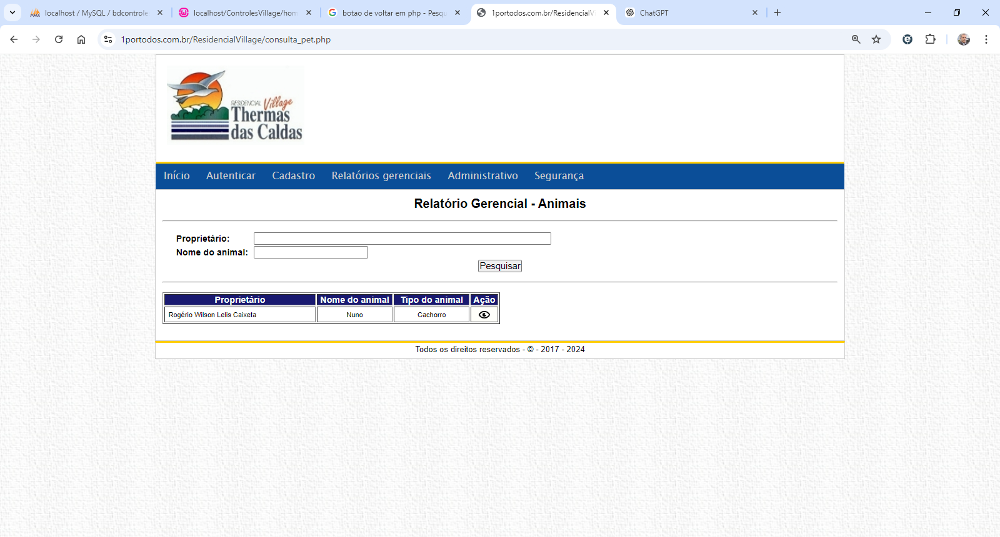 localhost / MySQL / bdcontrole
localhost/ControlesVillage/hom
botao de voltar em php - Pesqu
1portodos.com.br/ResidencialV
ChatGPT
1portodos.com.br/ResidencialVillage/consulta_pet.php
RESIDENCIAL Village
Thermas
das Caldas
Início Autenticar Cadastro Relatórios gerenciais Administrativo Segurança
Relatório Gerencial - Animais
Proprietário:
Nome do animal:
Pesquisar
Proprietário Nome do animal Tipo do animal Ação
Rogério Wilson Lelis Caixeta Nuno Cachorro
Todos os direitos reservados - © - 2017 - 2024